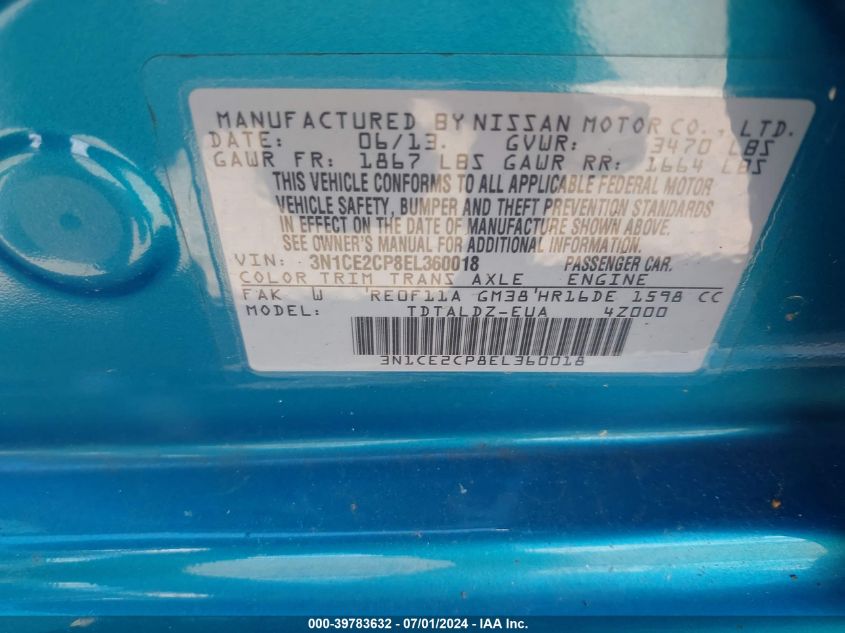 MANUFACTURED BY NISSAN MOTOR CO., LTD.
DATE: 06/13. GVWR: 3470 LBS
GAWR FR: 1867 LBS GAWR RR: 1664 LBS
THIS VEHICLE CONFORMS TO ALL APPLICABLE FEDERAL MOTOR
VEHICLE SAFETY, BUMPER AND THEFT PREVENTION STANDARDS
IN EFFECT ON THE DATE OF MANUFACTURE SHOWN ABOVE.
SEE OWNER'S MANUAL FOR ADDITIONAL INFORMATION.
VIN: 3N1CE2CP8EL360018 PASSENGER CAR.
COLOR TRIM TRANS AXLE ENGINE
FAK W RE0F11A GM38 HR16DE 1598 CC
MODEL: TDTALDZ-EUA 4Z000
3N1CE2CP8EL360018
000-39783632 / 07/01/2024 - IAA Inc.